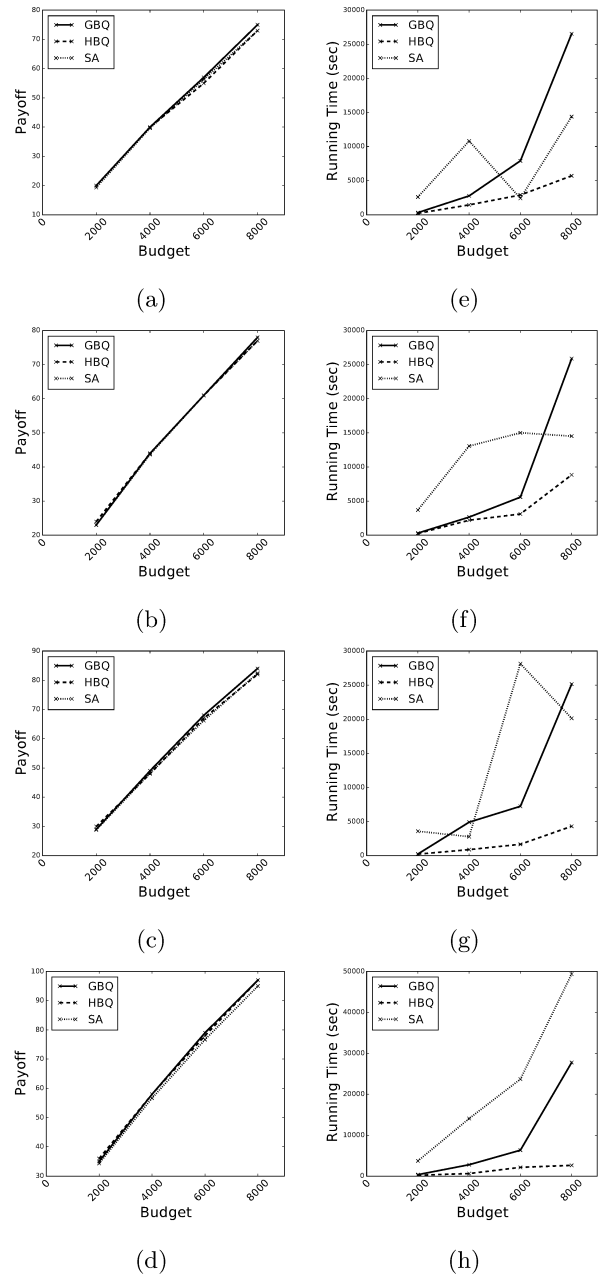 80
70
60
50
40
30
20
10
Payoff
GBQ
HBQ
SA
0 2000 4000 6000 8000
Budget
(a)
30000
25000
20000
15000
10000
5000
0
Running Time (sec)
GBQ
HBQ
SA
0 2000 4000 6000 8000
Budget
(e)
80
70
60
50
40
30
20
Payoff
GBQ
HBQ
SA
0 2000 4000 6000 8000
Budget
(b)
30000
25000
20000
15000
10000
5000
0
Running Time (sec)
GBQ
HBQ
SA
0 2000 4000 6000 8000
Budget
(f)
90
80
70
60
50
40
30
20
Payoff
GBQ
HBQ
SA
0 2000 4000 6000 8000
Budget
(c)
30000
25000
20000
15000
10000
5000
0
Running Time (sec)
GBQ
HBQ
SA
0 2000 4000 6000 8000
Budget
(g)
100
90
80
70
60
50
40
30
Payoff
GBQ
HBQ
SA
0 2000 4000 6000 8000
Budget
(d)
50000
40000
30000
20000
10000
0
Running Time (sec)
GBQ
HBQ
SA
0 2000 4000 6000 8000
Budget
(h)